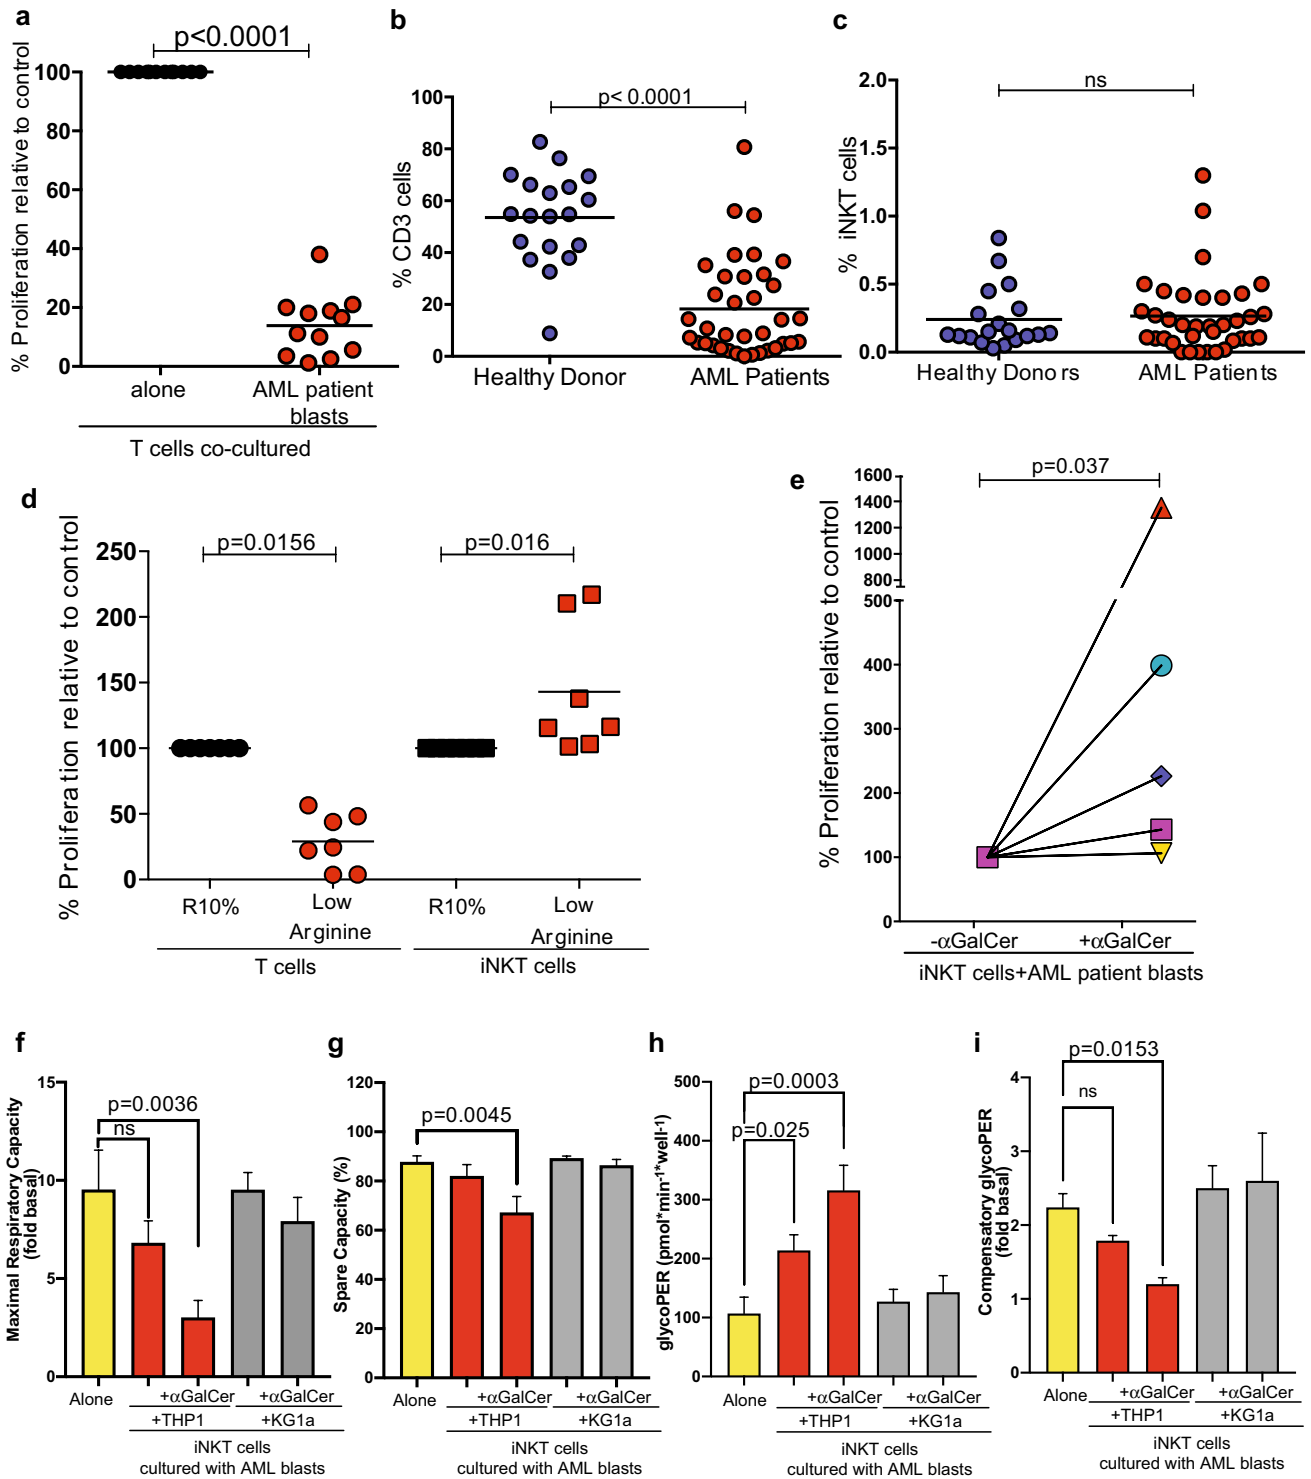 a
p<0.0001
% Proliferation relative to control
100
80
60
40
20
0
alone
AML patient
blasts
T cells co-cultured
b
p< 0.0001
% CD3 cells
100
80
60
40
20
0
Healthy Donor
AML Patients
c
ns
% iNKT cells
2.0
1.5
1.0
0.5
0.0
Healthy Donors
AML Patients
d
p=0.0156
p=0.016
% Proliferation relative to control
250
200
150
100
50
0
R10%
Low
Arginine
R10%
Low
Arginine
T cells
iNKT cells
e
p=0.037
% Proliferation relative to control
1600
1400
1200
1000
800
500
400
300
200
100
0
-αGalCer
+αGalCer
iNKT cells+AML patient blasts
f
p=0.0036
ns
Maximal Respiratory Capacity
(fold basal)
15
10
5
0
Alone
+αGalCer
+αGalCer
+THP1
+KG1a
iNKT cells
cultured with AML blasts
g
p=0.0045
Spare Capacity (%)
120
100
80
60
40
20
0
Alone
+αGalCer
+αGalCer
+THP1
+KG1a
iNKT cells
cultured with AML blasts
h
p=0.0003
p=0.025
glycoPER (pmol*min⁻¹*well⁻¹)
500
400
300
200
100
0
Alone
+αGalCer
+αGalCer
+THP1
+KG1a
iNKT cells
cultured with AML blasts
i
p=0.0153
ns
Compensatory glycoPER
(fold basal)
4
3
2
1
0
Alone
+αGalCer
+αGalCer
+THP1
+KG1a
iNKT cells
cultured with AML blasts